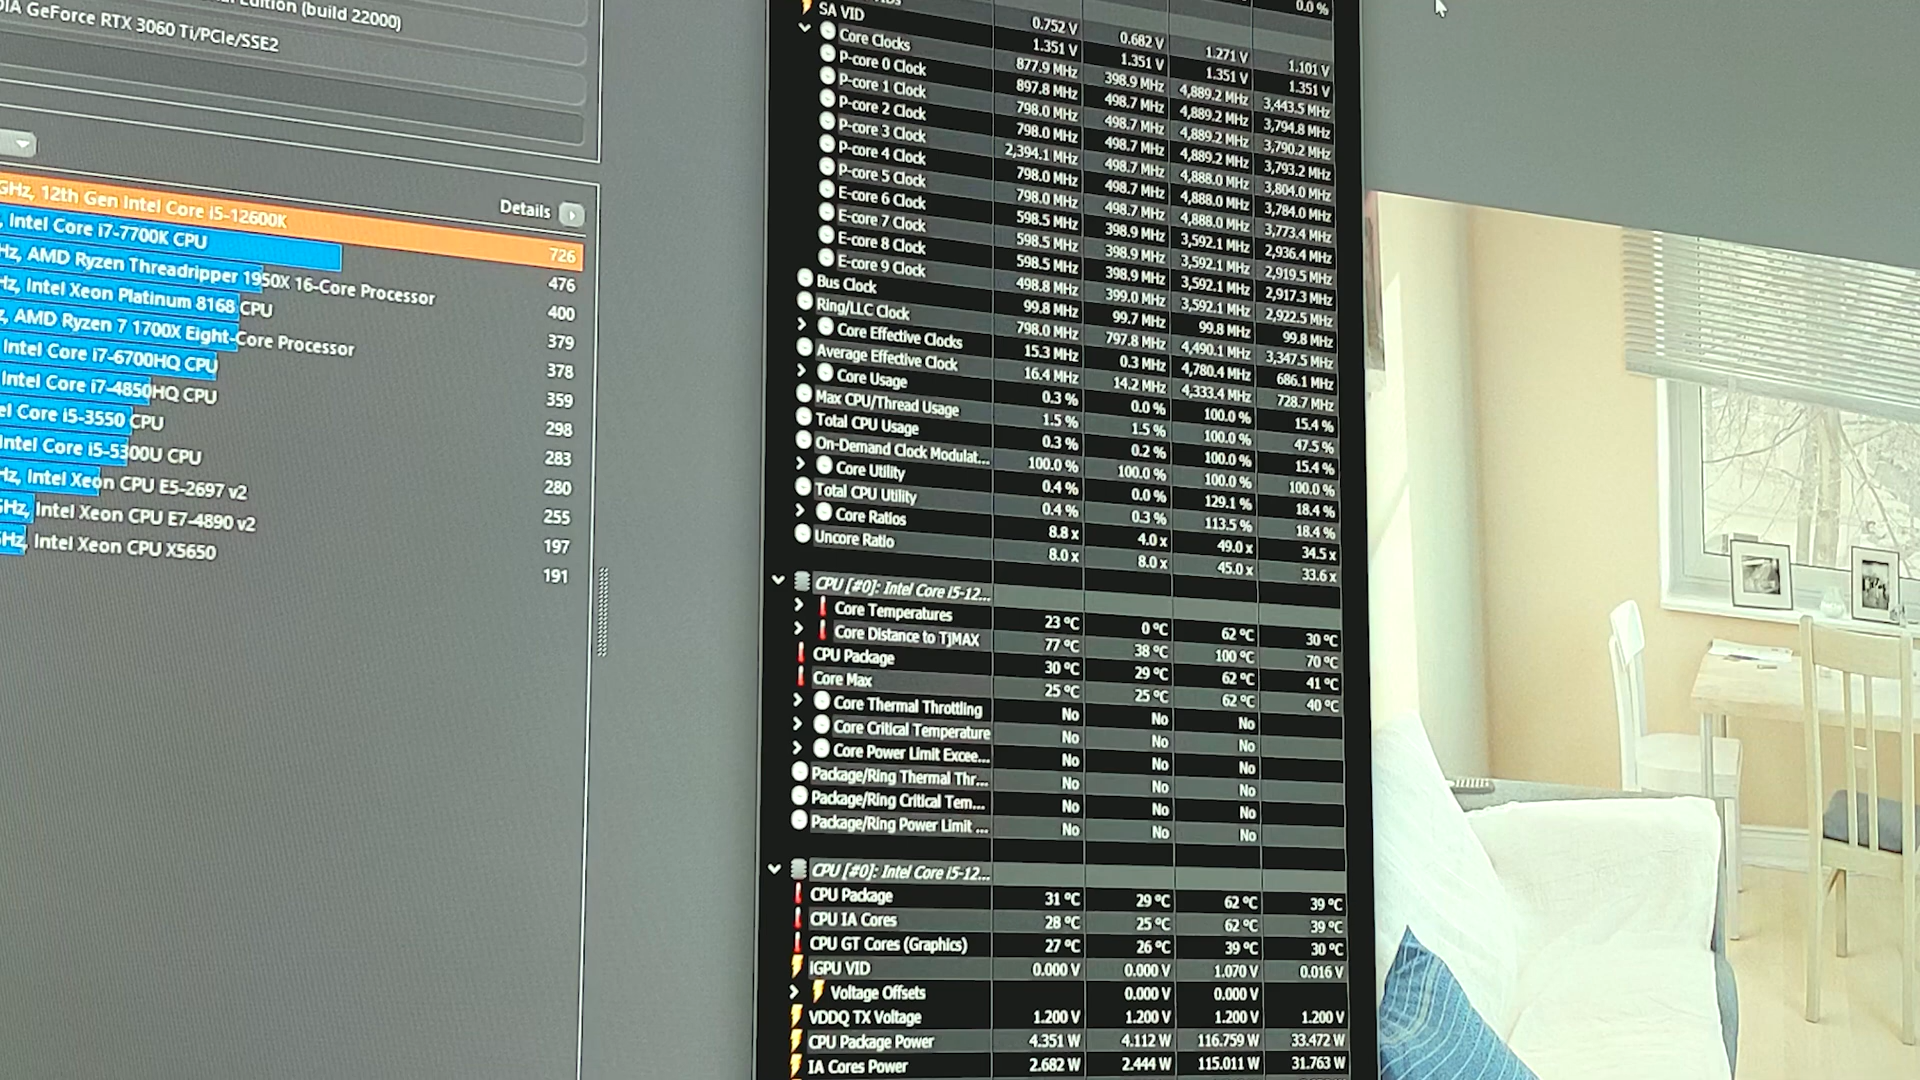 Edition (build 22000)
GeForce RTX 3060 Ti/PCIe/SSE2
Details
GHz, 12th Gen Intel Core i5-12600K 726
, Intel Core i7-7700K CPU 476
Hz, AMD Ryzen Threadripper 1950X 16-Core Processor 400
Hz, Intel Xeon Platinum 8168 CPU 379
z, AMD Ryzen 7 1700X Eight-Core Processor 378
Intel Core i7-6700HQ CPU 359
Intel Core i7-4850HQ CPU 298
el Core i5-3550 CPU 283
Intel Core i5-5300U CPU 280
Hz, Intel Xeon CPU E5-2697 v2 255
GHz, Intel Xeon CPU E7-4890 v2 197
GHz, Intel Xeon CPU X5650 191
0.0 %
SA VID 0.752 V 0.682 V 1.271 V 1.101 V
1.351 V 1.351 V 1.351 V 1.351 V
Core Clocks 877.9 MHz 398.9 MHz 4,889.2 MHz 3,443.5 MHz
P-core 0 Clock 897.8 MHz 498.7 MHz 4,889.2 MHz 3,794.8 MHz
P-core 1 Clock 798.0 MHz 498.7 MHz 4,889.2 MHz 3,790.2 MHz
P-core 2 Clock 798.0 MHz 498.7 MHz 4,889.2 MHz 3,793.2 MHz
P-core 3 Clock 2,394.1 MHz 498.7 MHz 4,888.0 MHz 3,804.0 MHz
P-core 4 Clock 798.0 MHz 498.7 MHz 4,888.0 MHz 3,784.0 MHz
P-core 5 Clock 798.0 MHz 498.7 MHz 4,888.0 MHz 3,773.4 MHz
E-core 6 Clock 598.5 MHz 398.9 MHz 3,592.1 MHz 2,936.4 MHz
E-core 7 Clock 598.5 MHz 398.9 MHz 3,592.1 MHz 2,919.5 MHz
E-core 8 Clock 598.5 MHz 398.9 MHz 3,592.1 MHz 2,917.3 MHz
E-core 9 Clock 498.8 MHz 399.0 MHz 3,592.1 MHz 2,922.5 MHz
Bus Clock 99.8 MHz 99.7 MHz 99.8 MHz 99.8 MHz
Ring/LLC Clock 798.0 MHz 797.8 MHz 4,490.1 MHz 3,347.5 MHz
Core Effective Clocks 15.3 MHz 0.3 MHz 4,780.4 MHz 686.1 MHz
Average Effective Clock 16.4 MHz 14.2 MHz 4,333.4 MHz 728.7 MHz
Core Usage 0.3 % 0.0 % 100.0 % 15.4 %
Max CPU/Thread Usage 1.5 % 1.5 % 100.0 % 47.5 %
Total CPU Usage 0.3 % 0.2 % 100.0 % 15.4 %
On-Demand Clock Modulat... 100.0 % 100.0 % 100.0 % 100.0 %
Core Utility 0.4 % 0.0 % 129.1 % 18.4 %
Total CPU Utility 0.4 % 0.3 % 113.5 % 18.4 %
Core Ratios 8.8 x 4.0 x 49.0 x 34.5 x
Uncore Ratio 8.0 x 8.0 x 45.0 x 33.6 x
CPU [#0]: Intel Core i5-12...
Core Temperatures 23 °C 0 °C 62 °C 30 °C
Core Distance to TjMAX 77 °C 38 °C 100 °C 70 °C
CPU Package 30 °C 29 °C 62 °C 41 °C
Core Max 25 °C 25 °C 62 °C 40 °C
Core Thermal Throttling No No No
Core Critical Temperature No No No
Core Power Limit Excee... No No No
Package/Ring Thermal Thr... No No No
Package/Ring Critical Tem... No No No
Package/Ring Power Limit ... No No No
CPU [#0]: Intel Core i5-12...
CPU Package 31 °C 29 °C 62 °C 39 °C
CPU IA Cores 28 °C 25 °C 62 °C 39 °C
CPU GT Cores (Graphics) 27 °C 26 °C 39 °C 30 °C
iGPU VID 0.000 V 0.000 V 1.070 V 0.016 V
Voltage Offsets 0.000 V 0.000 V
VDDQ TX Voltage 1.200 V 1.200 V 1.200 V 1.200 V
CPU Package Power 4.351 W 4.112 W 116.759 W 33.472 W
IA Cores Power 2.682 W 2.444 W 115.011 W 31.763 W